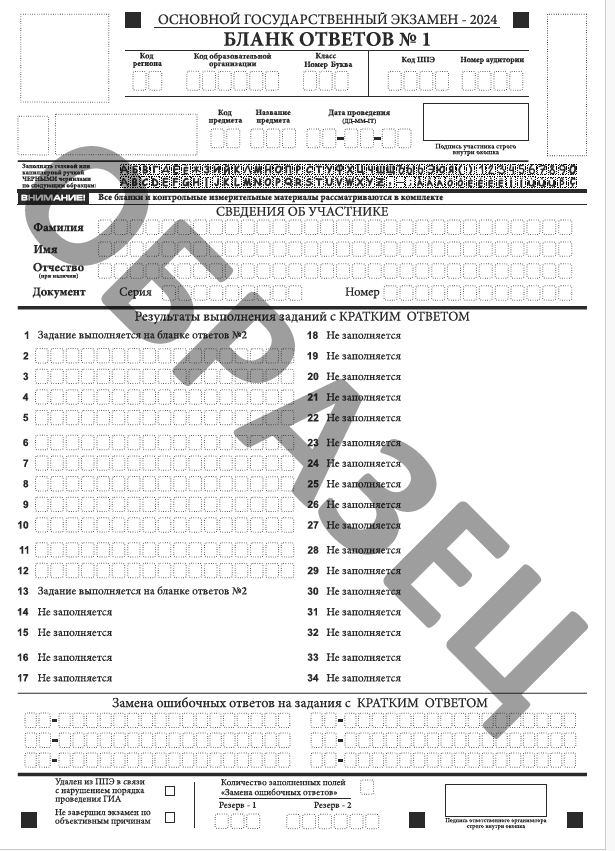 ОСНОВНОЙ ГОСУДАРСТВЕННЫЙ ЭКЗАМЕН - 2024
БЛАНК ОТВЕТОВ № 1
Код региона
Код образовательной организации
Класс
Номер Буква
Код ППЭ
Номер аудитории
Код предмета
Название предмета
Дата проведения
(ДД-ММ-ГГ)
Подпись участника строго внутри окошка
Заполнять гелевой или
капиллярной ручкой
ЧЕРНЫМИ чернилами
по следующим образцам:
ВНИМАНИЕ! Все бланки и контрольные измерительные материалы рассматриваются в комплекте
СВЕДЕНИЯ ОБ УЧАСТНИКЕ
Фамилия
Имя
Отчество
(при наличии)
Документ Серия Номер
Результаты выполнения заданий с КРАТКИМ ОТВЕТОМ
1 Задание выполняется на бланке ответов №2
2
3
4
5
6
7
8
9
10
11
12
13 Задание выполняется на бланке ответов №2
14 Не заполняется
15 Не заполняется
16 Не заполняется
17 Не заполняется
18 Не заполняется
19 Не заполняется
20 Не заполняется
21 Не заполняется
22 Не заполняется
23 Не заполняется
24 Не заполняется
25 Не заполняется
26 Не заполняется
27 Не заполняется
28 Не заполняется
29 Не заполняется
30 Не заполняется
31 Не заполняется
32 Не заполняется
33 Не заполняется
34 Не заполняется
Замена ошибочных ответов на задания с КРАТКИМ ОТВЕТОМ
Удален из ППЭ в связи
с нарушением порядка
проведения ГИА
Не завершил экзамен по
объективным причинам
Количество заполненных полей
«Замена ошибочных ответов»
Резерв - 1
Резерв - 2
Подпись ответственного организатора
строго внутри окошка
ОБРАЗЕЦ